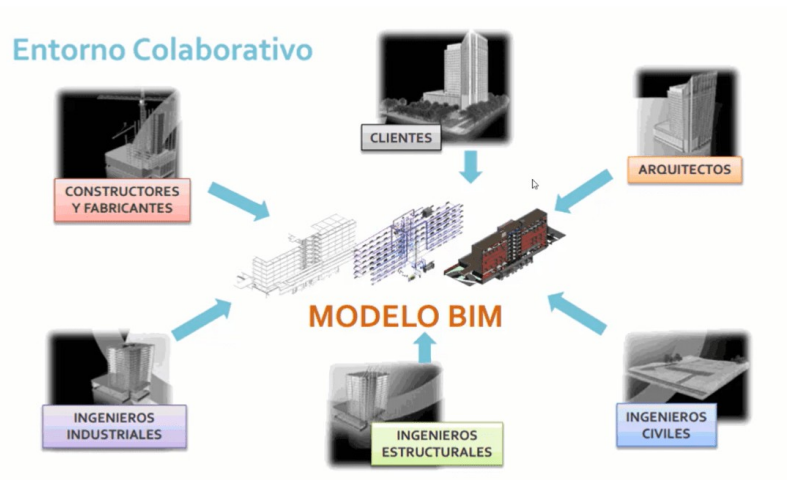 Entorno Colaborativo
CLIENTES
CONSTRUCTORES
Y FABRICANTES
ARQUITECTOS
MODELO BIM
INGENIEROS
INDUSTRIALES
INGENIEROS
ESTRUCTURALES
INGENIEROS
CIVILES